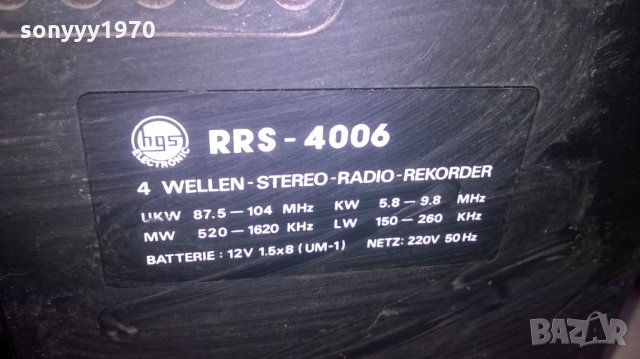 sonyyy1970
hgs
ELECTRONIC
RRS - 4006
4 WELLEN - STEREO - RADIO - REKORDER
UKW 87.5 - 104 MHz KW 5.8 - 9.8 MHz
MW 520 - 1620 KHz LW 150 - 260 KHz
BATTERIE : 12V 1.5x8 (UM-1) NETZ: 220V 50 Hz
BAZAR